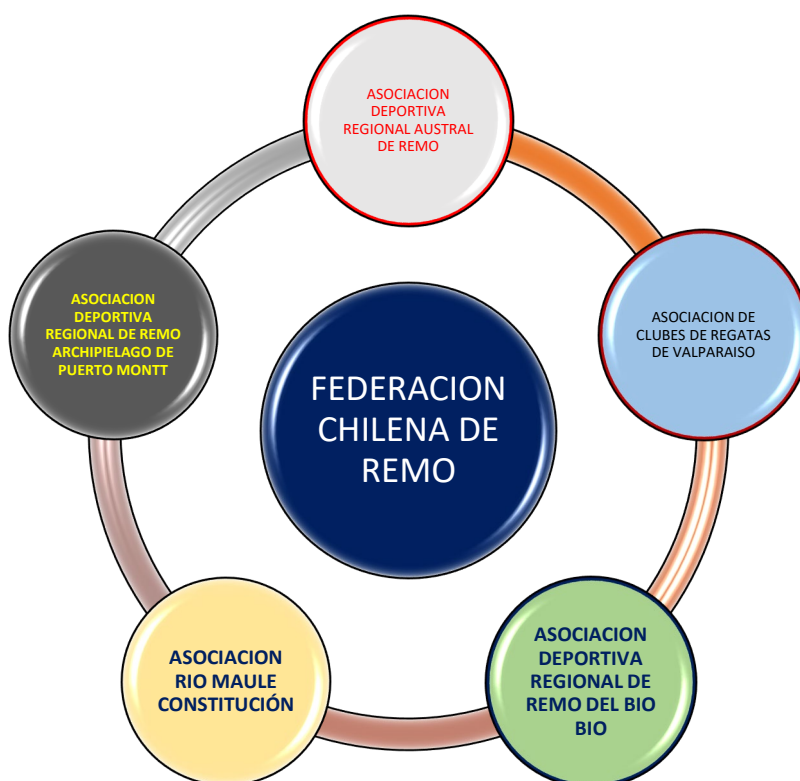 ASOCIACION
DEPORTIVA
REGIONAL AUSTRAL
DE REMO
ASOCIACION DE
CLUBES DE REGATAS
DE VALPARAISO
ASOCIACION
DEPORTIVA
REGIONAL DE
REMO DEL BIO
BIO
ASOCIACION
RIO MAULE
CONSTITUCIÓN
ASOCIACION
DEPORTIVA
REGIONAL DE REMO
ARCHIPIELAGO DE
PUERTO MONTT
FEDERACION
CHILENA DE
REMO